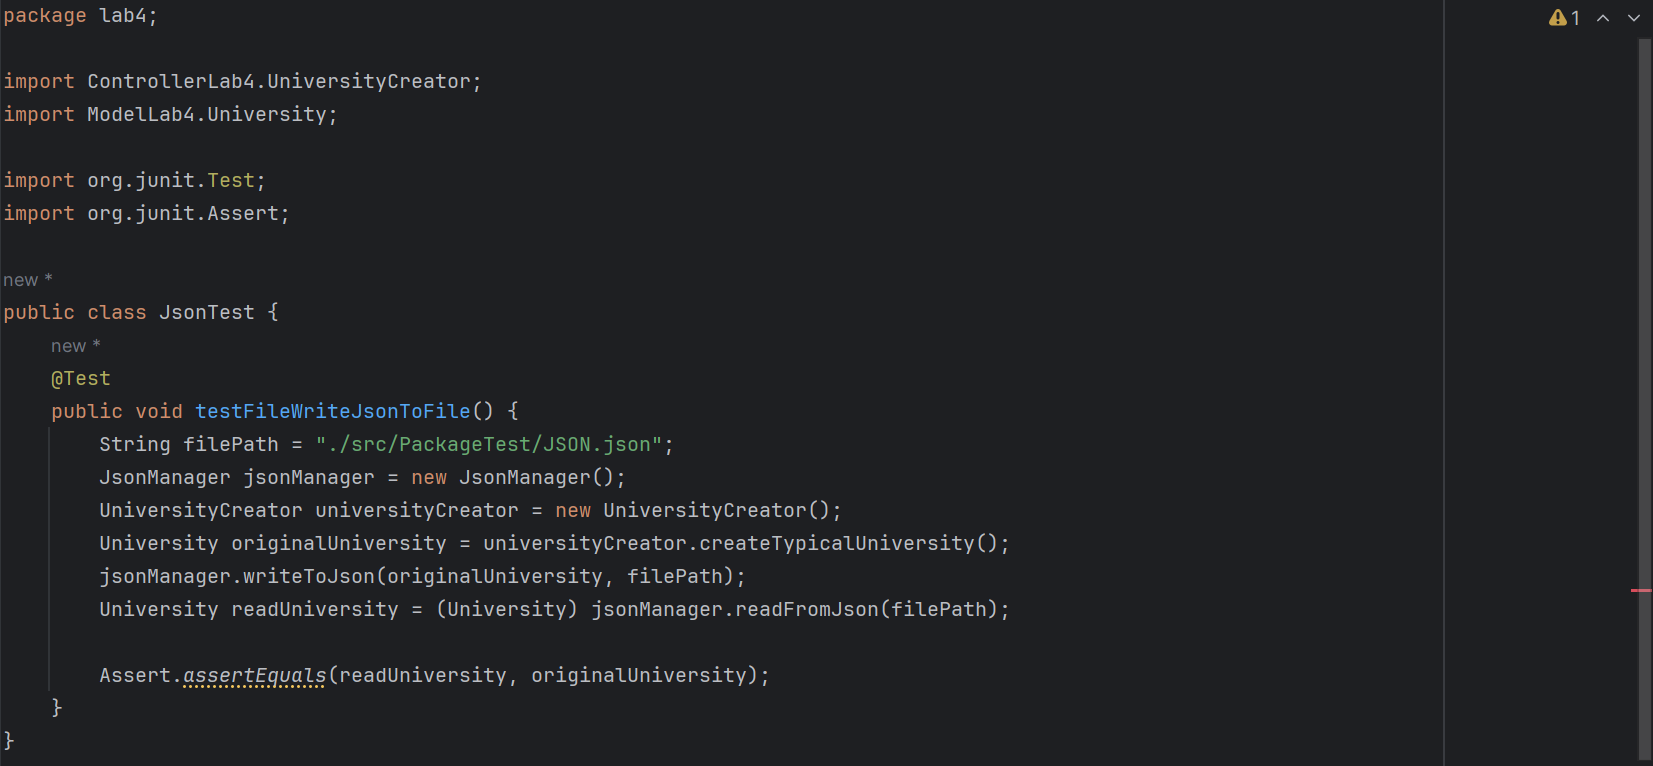 package lab4;
1
import ControllerLab4.UniversityCreator;
import ModelLab4.University;
import org.junit.Test;
import org.junit.Assert;
new *
public class JsonTest {
new *
@Test
public void testFileWriteJsonToFile() {
String filePath = "./src/PackageTest/JSON.json";
JsonManager jsonManager = new JsonManager();
UniversityCreator universityCreator = new UniversityCreator();
University originalUniversity = universityCreator.createTypicalUniversity();
jsonManager.writeToJson(originalUniversity, filePath);
University readUniversity = (University) jsonManager.readFromJson(filePath);
Assert.assertEquals(readUniversity, originalUniversity);
}
}